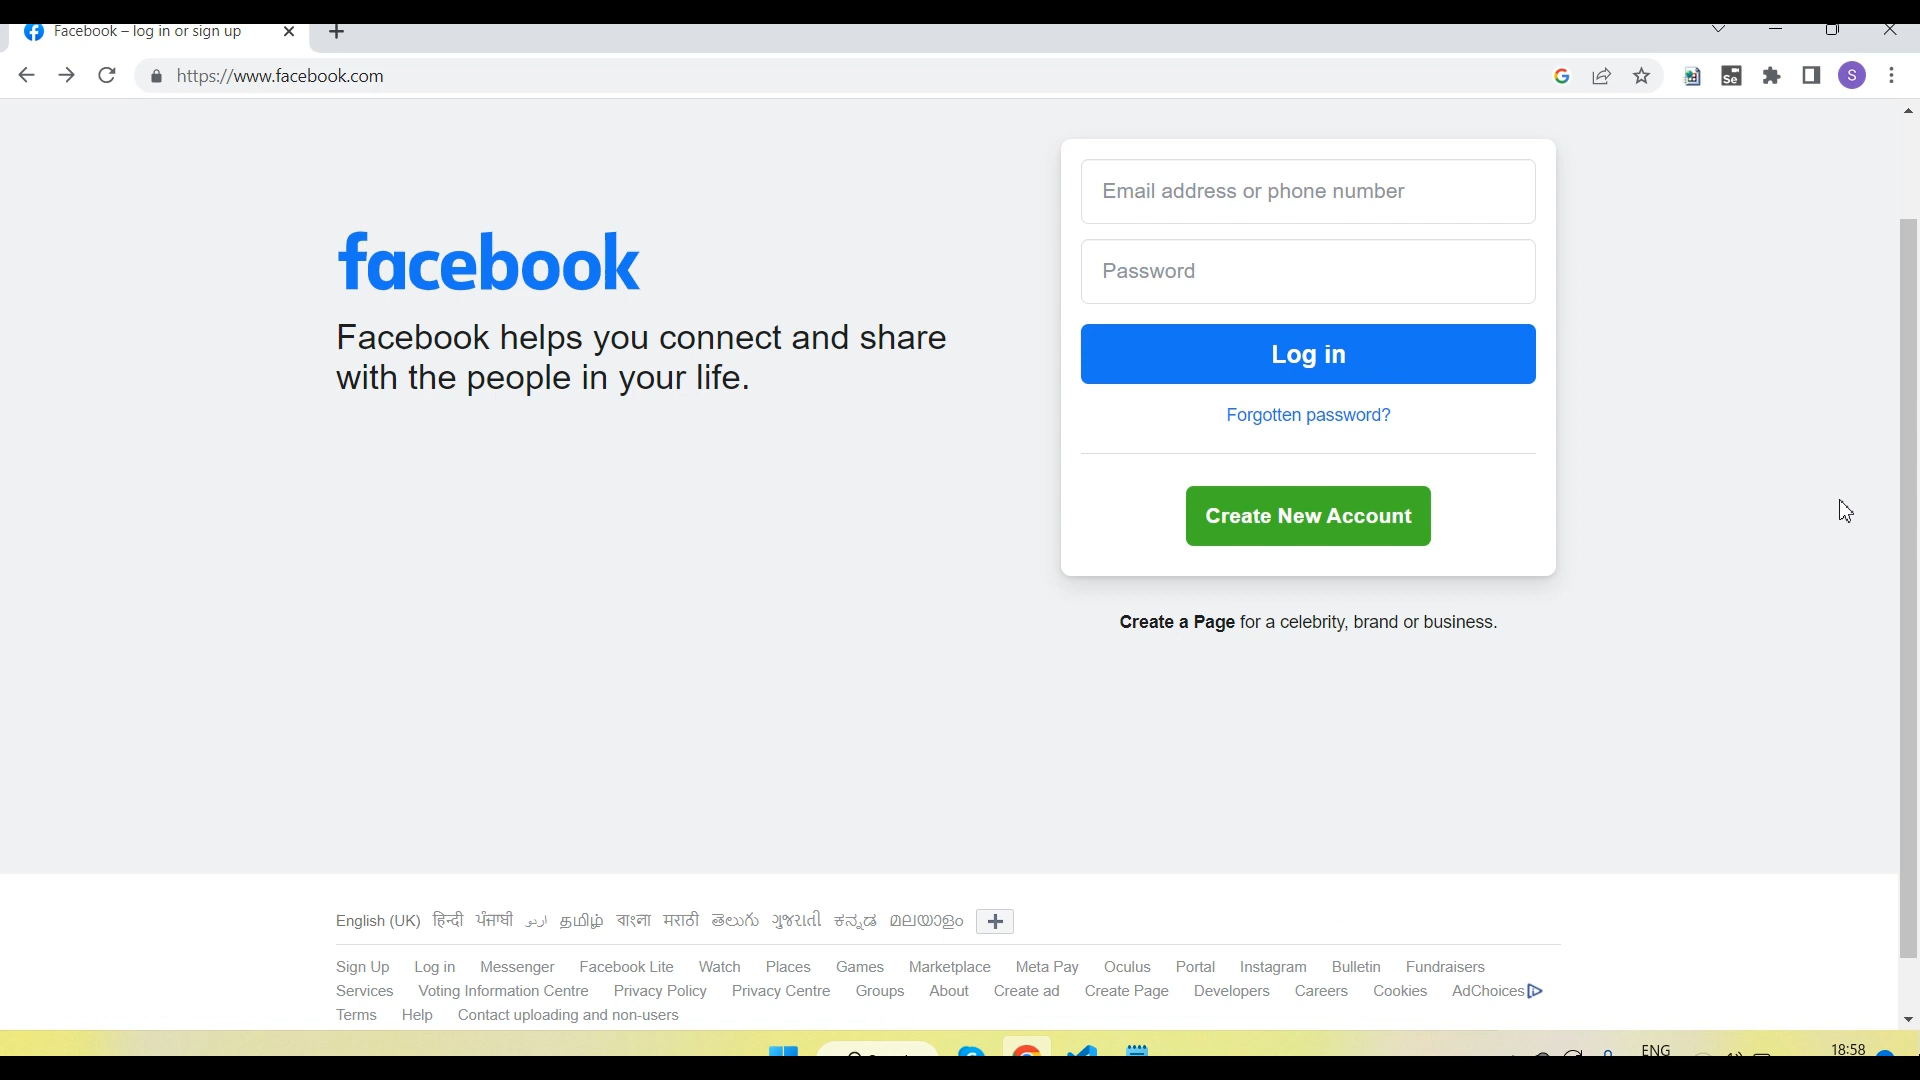 Facebook – log in or sign up
https://www.facebook.com
Se
S
facebook
Facebook helps you connect and share
with the people in your life.
Email address or phone number
Password
Log in
Forgotten password?
Create New Account
Create a Page for a celebrity, brand or business.
English (UK) हिन्दी ਪੰਜਾਬੀ اردو தமிழ் বাংলা मराठी తెలుగు ગુજરાતી ಕನ್ನಡ മലയാളം
Sign Up Log in Messenger Facebook Lite Watch Places Games Marketplace Meta Pay Oculus Portal Instagram Bulletin Fundraisers
Services Voting Information Centre Privacy Policy Privacy Centre Groups About Create ad Create Page Developers Careers Cookies AdChoices
Terms Help Contact uploading and non-users
ENG
18:58